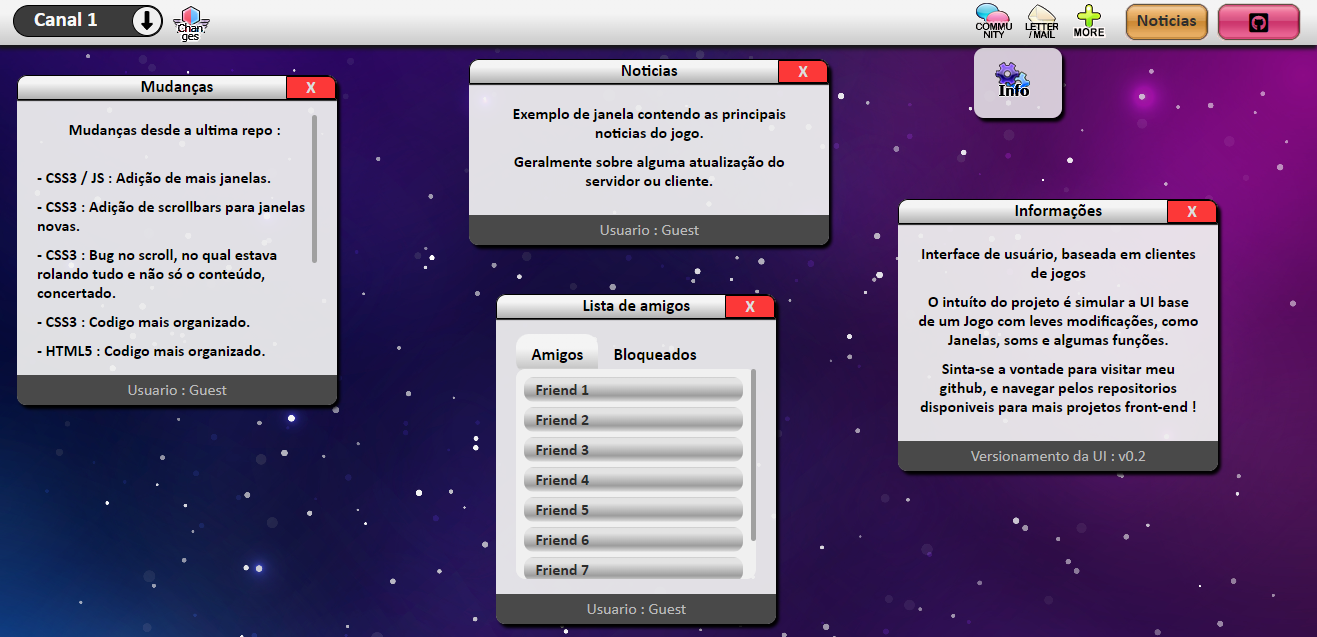 Canal 1
Chan,
ges
COMMU
NITY
LETTER
/MAIL
MORE
Noticias
Info
Mudanças
X
Mudanças desde a ultima repo :
- CSS3 / JS : Adição de mais janelas.
- CSS3 : Adição de scrollbars para janelas
novas.
- CSS3 : Bug no scroll, no qual estava
rolando tudo e não só o conteúdo,
concertado.
- CSS3 : Codigo mais organizado.
- HTML5 : Codigo mais organizado.
Usuario : Guest
Noticias
X
Exemplo de janela contendo as principais
noticias do jogo.
Geralmente sobre alguma atualização do
servidor ou cliente.
Usuario : Guest
Lista de amigos
X
Amigos
Bloqueados
Friend 1
Friend 2
Friend 3
Friend 4
Friend 5
Friend 6
Friend 7
Usuario : Guest
Informações
X
Interface de usuário, baseada em clientes
de jogos
O intuíto do projeto é simular a UI base
de um Jogo com leves modificações, como
Janelas, soms e algumas funções.
Sinta-se a vontade para visitar meu
github, e navegar pelos repositorios
disponiveis para mais projetos front-end !
Versionamento da UI : v0.2